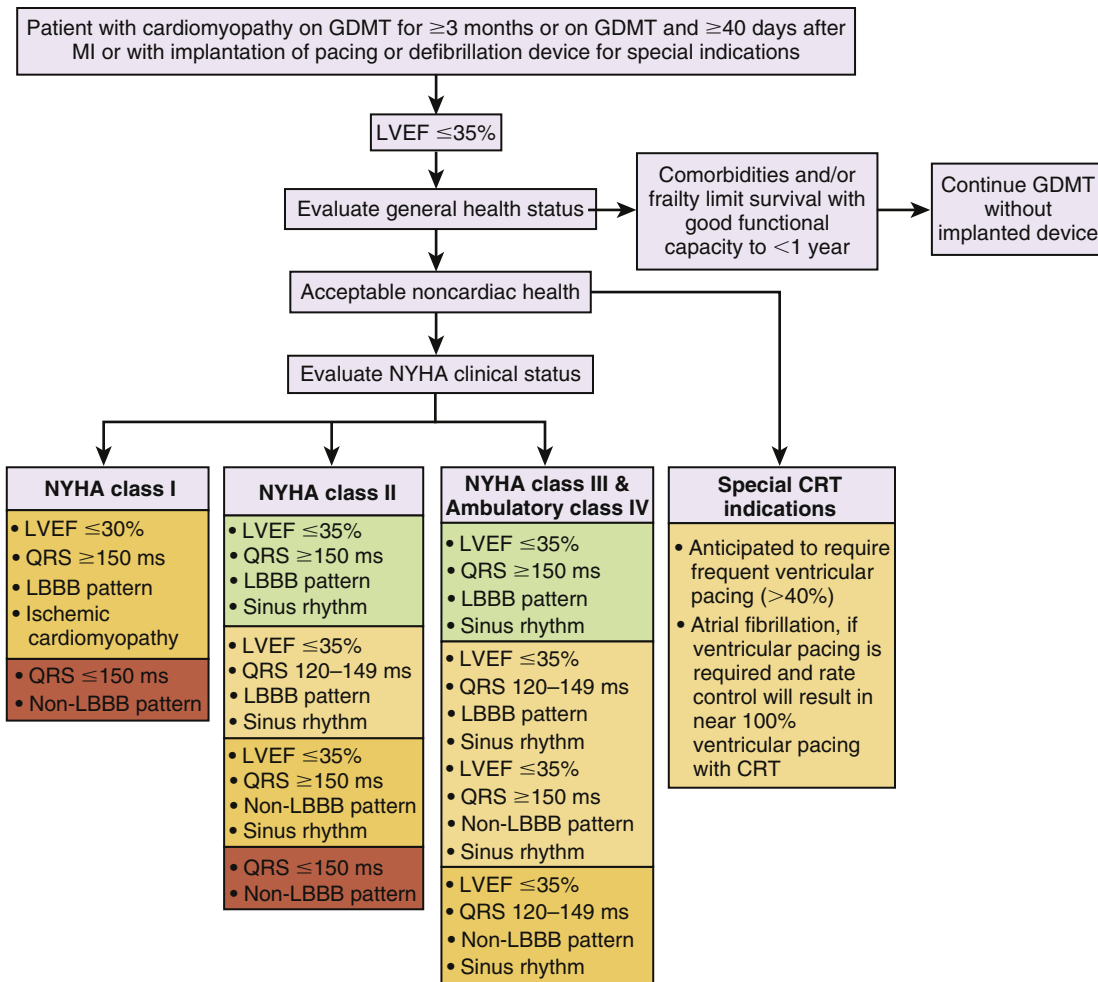 Patient with cardiomyopathy on GDMT for ≥3 months or on GDMT and ≥40 days after
MI or with implantation of pacing or defibrillation device for special indications
LVEF ≤35%
Evaluate general health status
Comorbidities and/or
frailty limit survival with
good functional
capacity to <1 year
Continue GDMT
without
implanted device
Acceptable noncardiac health
Evaluate NYHA clinical status
NYHA class I
• LVEF ≤30%
• QRS ≥150 ms
• LBBB pattern
• Ischemic
cardiomyopathy
• QRS ≤150 ms
• Non-LBBB pattern
NYHA class II
• LVEF ≤35%
• QRS ≥150 ms
• LBBB pattern
• Sinus rhythm
• LVEF ≤35%
• QRS 120–149 ms
• LBBB pattern
• Sinus rhythm
• LVEF ≤35%
• QRS ≥150 ms
• Non-LBBB pattern
• Sinus rhythm
• QRS ≤150 ms
• Non-LBBB pattern
NYHA class III &
Ambulatory class IV
• LVEF ≤35%
• QRS ≥150 ms
• LBBB pattern
• Sinus rhythm
• LVEF ≤35%
• QRS 120–149 ms
• LBBB pattern
• Sinus rhythm
• LVEF ≤35%
• QRS ≥150 ms
• Non-LBBB pattern
• Sinus rhythm
• LVEF ≤35%
• QRS 120–149 ms
• Non-LBBB pattern
• Sinus rhythm
Special CRT
indications
• Anticipated to require
frequent ventricular
pacing (>40%)
• Atrial fibrillation, if
ventricular pacing is
required and rate
control will result in
near 100%
ventricular pacing
with CRT